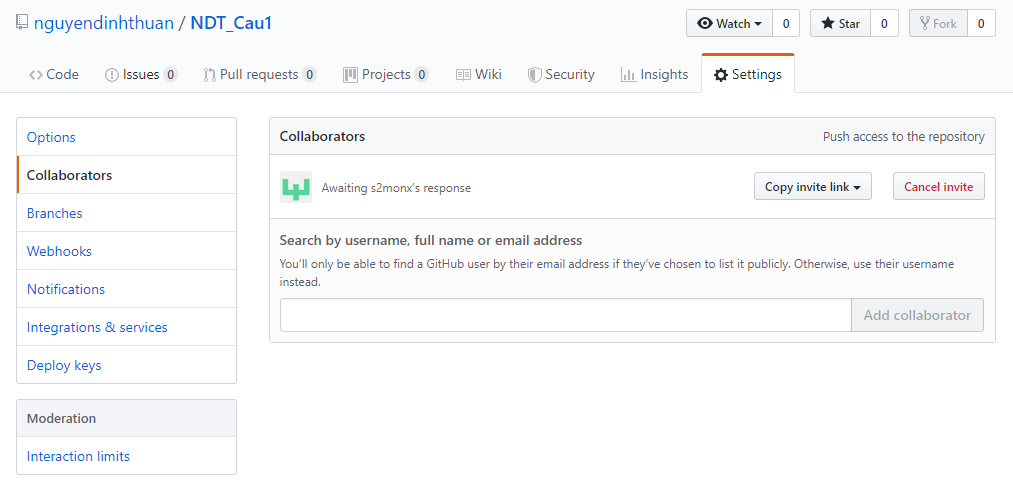 nguyendinhthuan / NDT_Cau1
Watch 0
Star 0
Fork 0
Code
Issues 0
Pull requests 0
Projects 0
Wiki
Security
Insights
Settings
Options
Collaborators
Branches
Webhooks
Notifications
Integrations & services
Deploy keys
Moderation
Interaction limits
Collaborators
Push access to the repository
Awaiting s2monx's response
Copy invite link
Cancel invite
Search by username, full name or email address
You'll only be able to find a GitHub user by their email address if they've chosen to list it publicly. Otherwise, use their username
instead.
Add collaborator